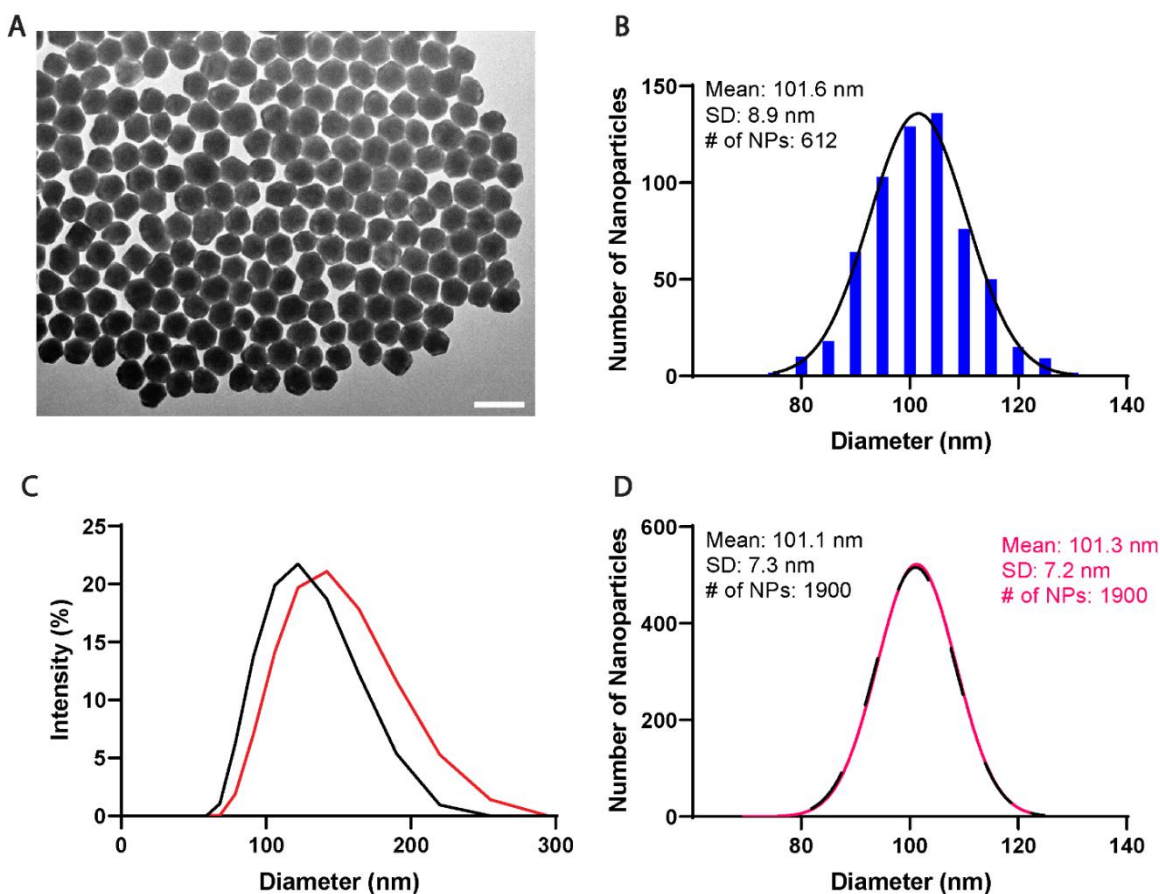 A
B
Mean: 101.6 nm
SD: 8.9 nm
# of NPs: 612
Number of Nanoparticles
150
100
50
0
80
100
120
140
Diameter (nm)
C
Intensity (%)
25
20
15
10
5
0
0
100
200
300
Diameter (nm)
D
Mean: 101.1 nm
SD: 7.3 nm
# of NPs: 1900
Mean: 101.3 nm
SD: 7.2 nm
# of NPs: 1900
Number of Nanoparticles
600
400
200
0
80
100
120
140
Diameter (nm)